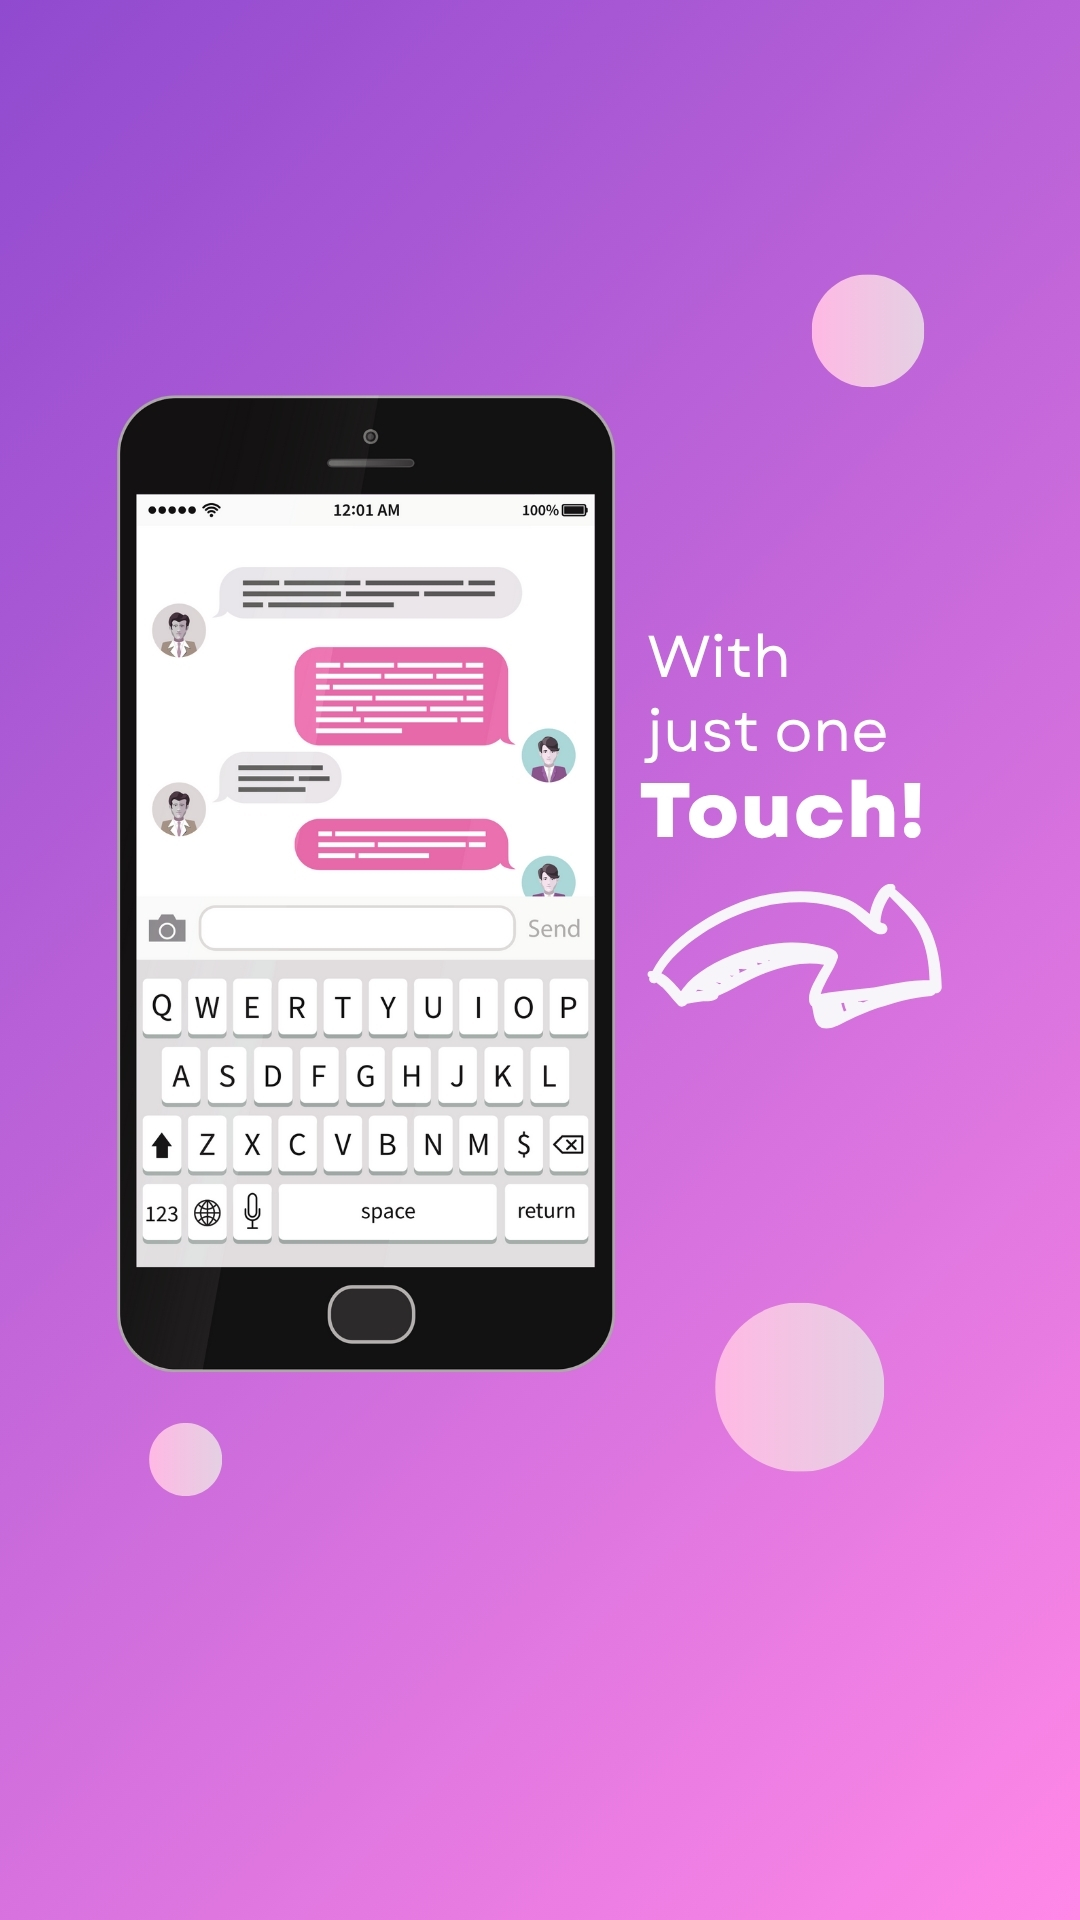 12:01 AM 100%
With
just one
Touch!
Send
Q W E R T Y U I O P
A S D F G H J K L
Z X C V B N M $
123 space return